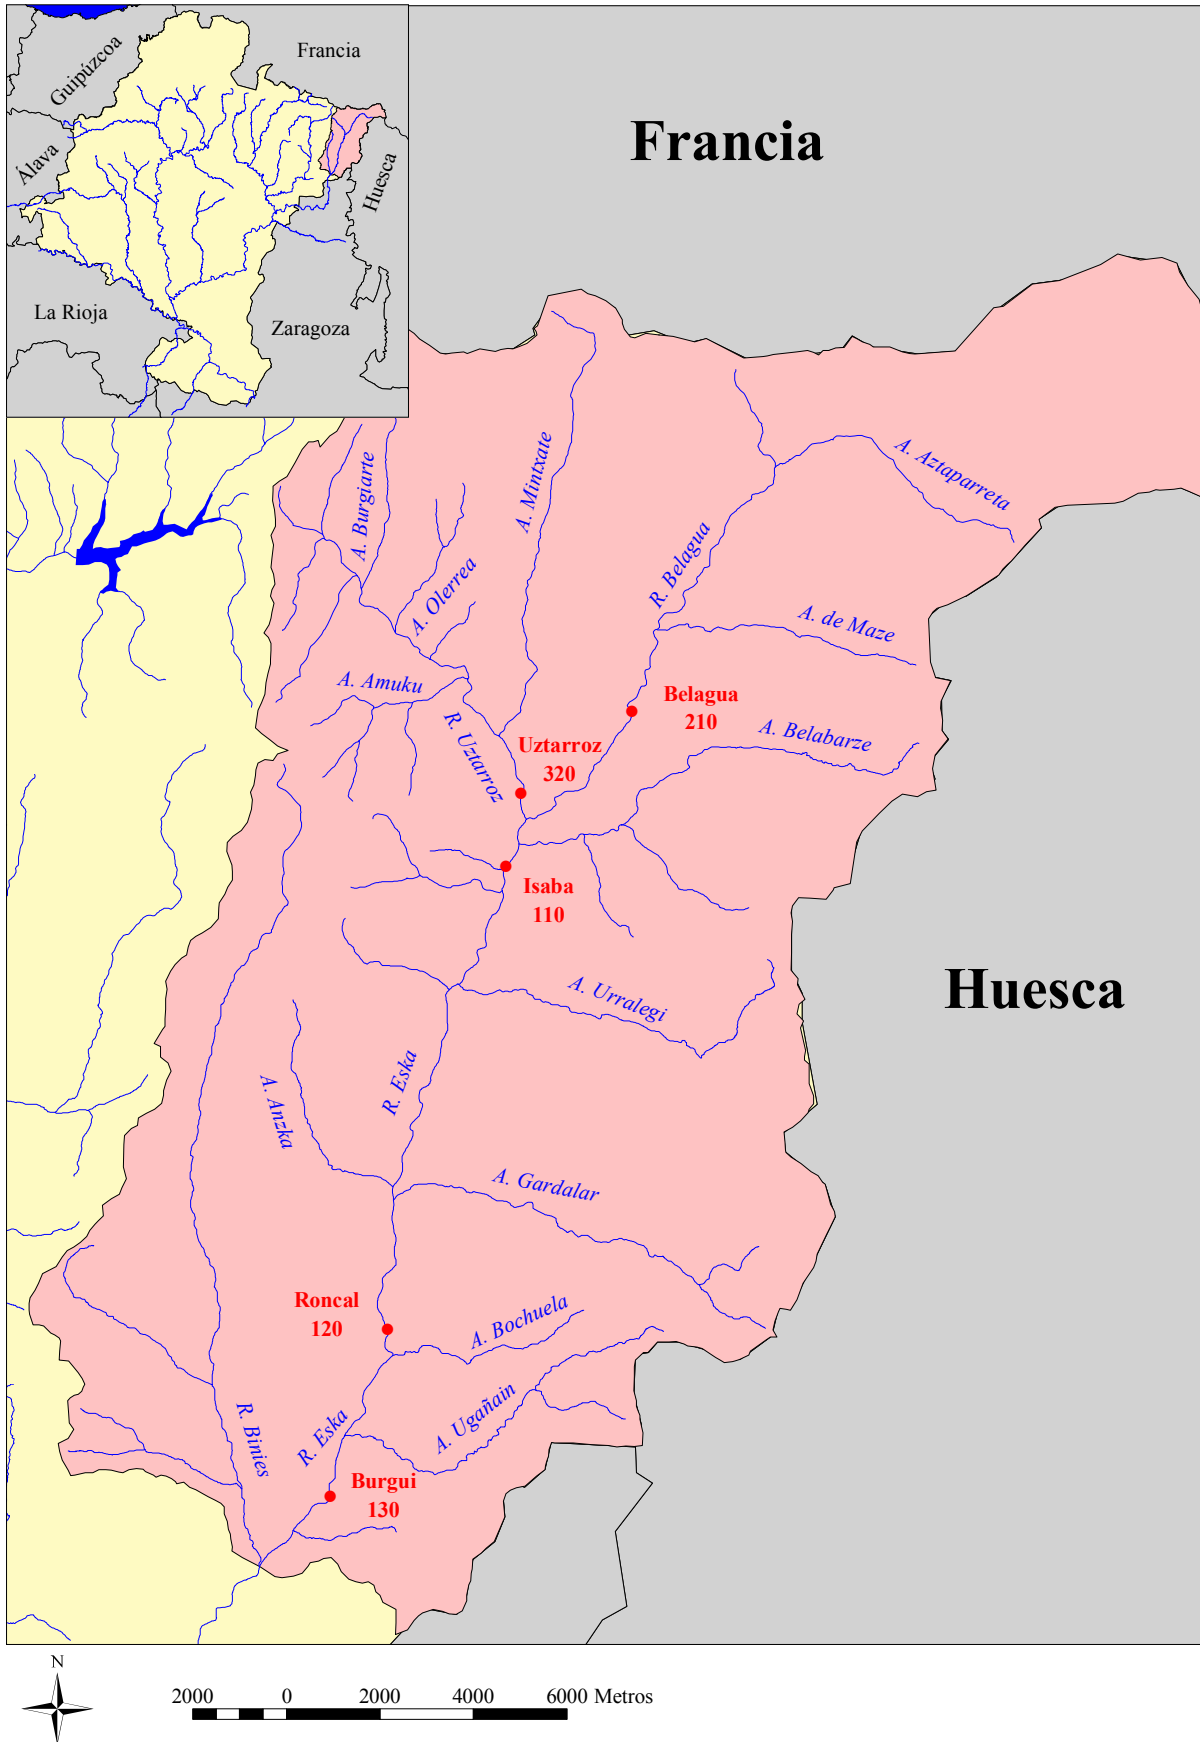 Guipúzcoa
Francia
Álava
Huesca
La Rioja
Zaragoza
Francia
A. Burgiarte
A. Mintxate
A. Aztaparreta
A. Olerrea
R. Belagua
A. de Maze
A. Amuku
R. Uztarroz
Belagua
210
A. Belabarze
Uztarroz
320
Isaba
110
Huesca
A. Urralegi
R. Eska
A. Anzka
A. Gardalar
Roncal
120
A. Bochuela
R. Binies
R. Eska
A. Ugañain
Burgui
130
N
2000 0 2000 4000 6000 Metros